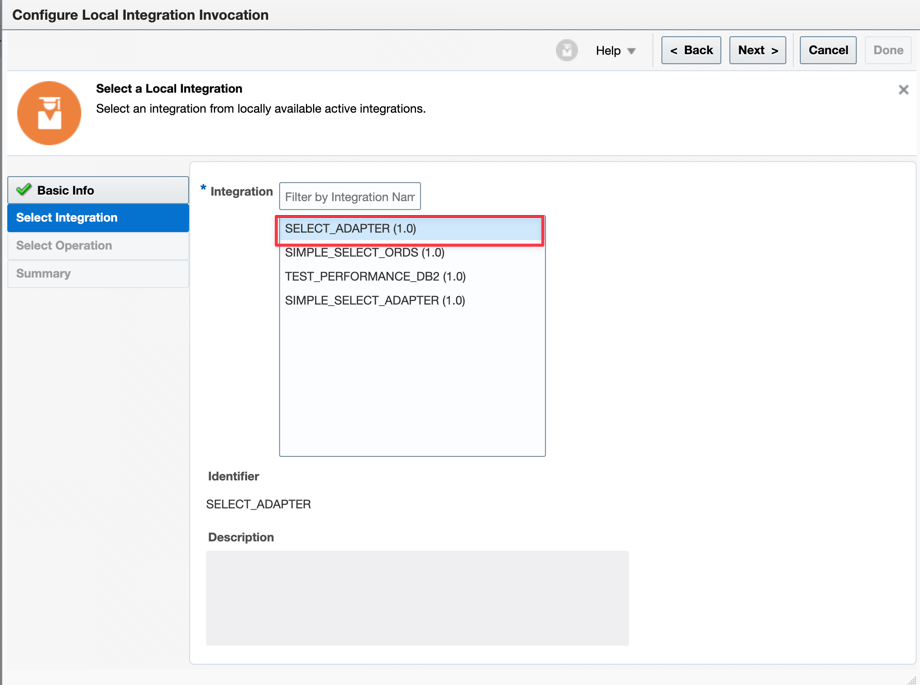 Configure Local Integration Invocation
Help
< Back
Next >
Cancel
Done
Select a Local Integration
Select an integration from locally available active integrations.
Basic Info
Select Integration
Select Operation
Summary
* Integration
Filter by Integration Nam
SELECT_ADAPTER (1.0)
SIMPLE_SELECT_ORDS (1.0)
TEST_PERFORMANCE_DB2 (1.0)
SIMPLE_SELECT_ADAPTER (1.0)
Identifier
SELECT_ADAPTER
Description